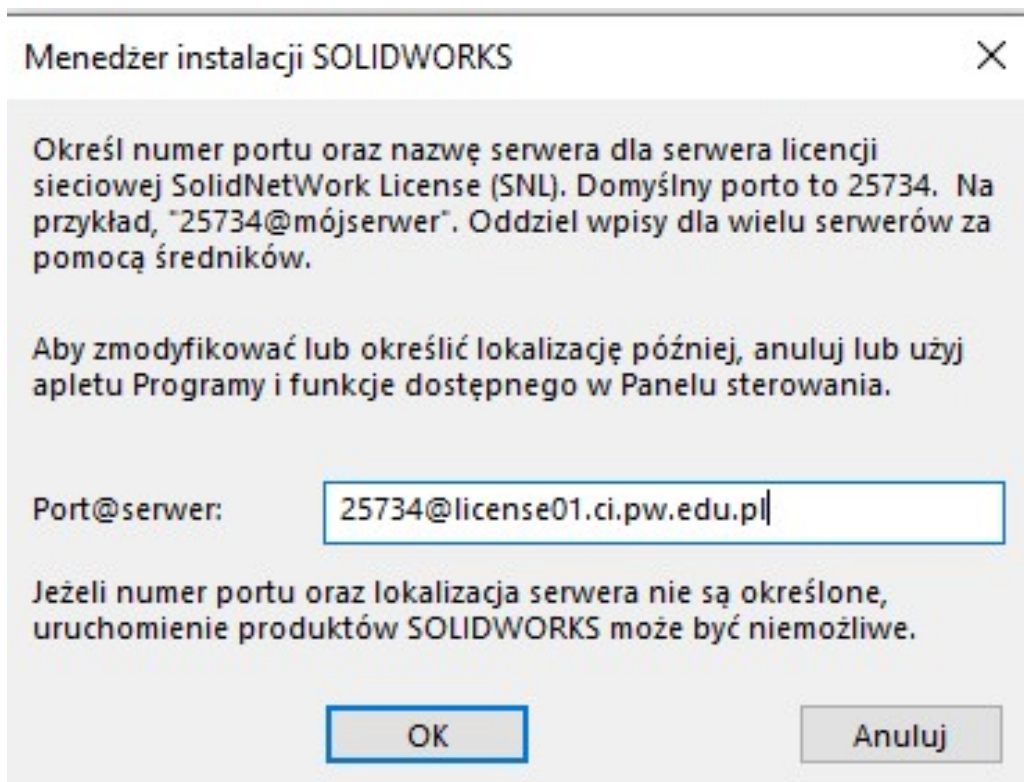 Menedżer instalacji SOLIDWORKS
Określ numer portu oraz nazwę serwera dla serwera licencji
sieciowej SolidNetWork License (SNL). Domyślny porto to 25734.  Na
przykład, "25734@mójserwer". Oddziel wpisy dla wielu serwerów za
pomocą średników.
Aby zmodyfikować lub określić lokalizację później, anuluj lub użyj
apletu Programy i funkcje dostępnego w Panelu sterowania.
Port@serwer: 25734@license01.ci.pw.edu.pl
Jeżeli numer portu oraz lokalizacja serwera nie są określone,
uruchomienie produktów SOLIDWORKS może być niemożliwe.
OK Anuluj